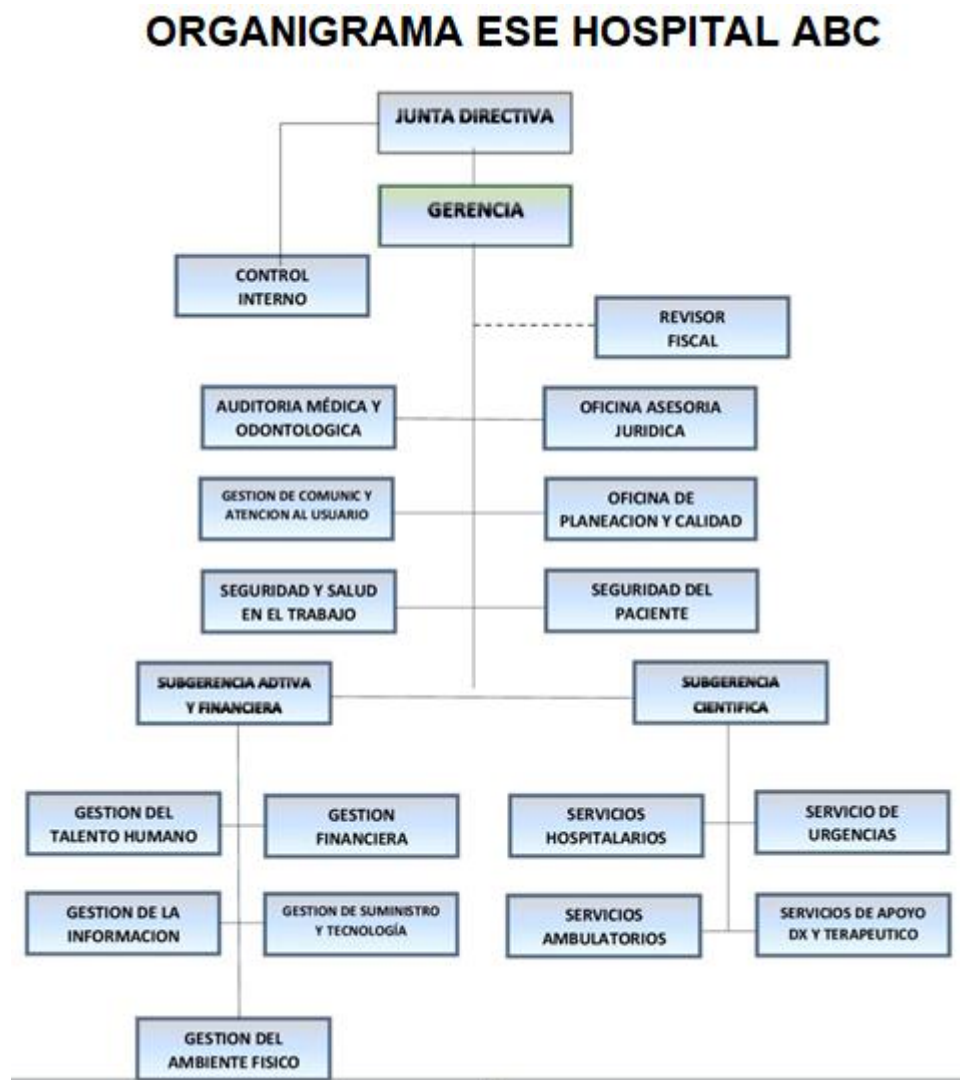 ORGANIGRAMA ESE HOSPITAL ABC
JUNTA DIRECTIVA
GERENCIA
CONTROL
INTERNO
REVISOR
FISCAL
AUDITORIA MÉDICA Y
ODONTOLOGICA
OFICINA ASESORIA
JURIDICA
GESTION DE COMUNIC Y
ATENCION AL USUARIO
OFICINA DE
PLANEACION Y CALIDAD
SEGURIDAD Y SALUD
EN EL TRABAJO
SEGURIDAD DEL
PACIENTE
SUBGERENCIA ADTIVA
Y FINANCIERA
SUBGERENCIA
CIENTIFICA
GESTION DEL
TALENTO HUMANO
GESTION
FINANCIERA
SERVICIOS
HOSPITALARIOS
SERVICIO DE
URGENCIAS
GESTION DE LA
INFORMACION
GESTION DE SUMINISTRO
Y TECNOLOGÍA
SERVICIOS
AMBULATORIOS
SERVICIOS DE APOYO
DX Y TERAPEUTICO
GESTION DEL
AMBIENTE FISICO